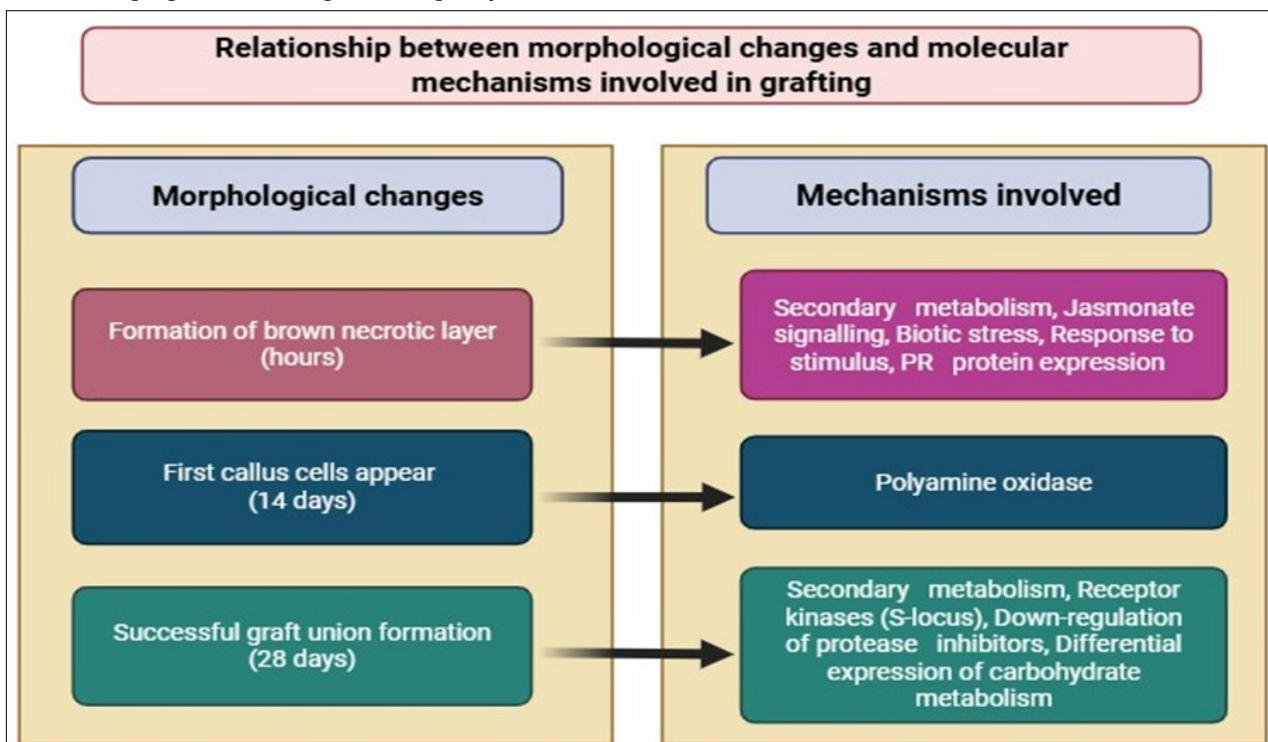 Relationship between morphological changes and molecular
mechanisms involved in grafting
Morphological changes
Mechanisms involved
Formation of brown necrotic layer
(hours)
Secondary metabolism, Jasmonate
signalling, Biotic stress, Response to
stimulus, PR protein expression
First callus cells appear
(14 days)
Polyamine oxidase
Successful graft union formation
(28 days)
Secondary metabolism, Receptor
kinases (S-locus), Down-regulation
of protease inhibitors, Differential
expression of carbohydrate
metabolism